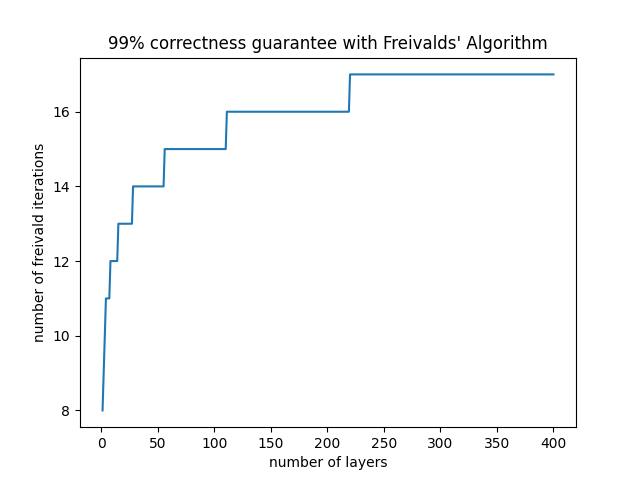 99% correctness guarantee with Freivalds' Algorithm
number of freivald iterations
16
14
12
10
8
0 50 100 150 200 250 300 350 400
number of layers